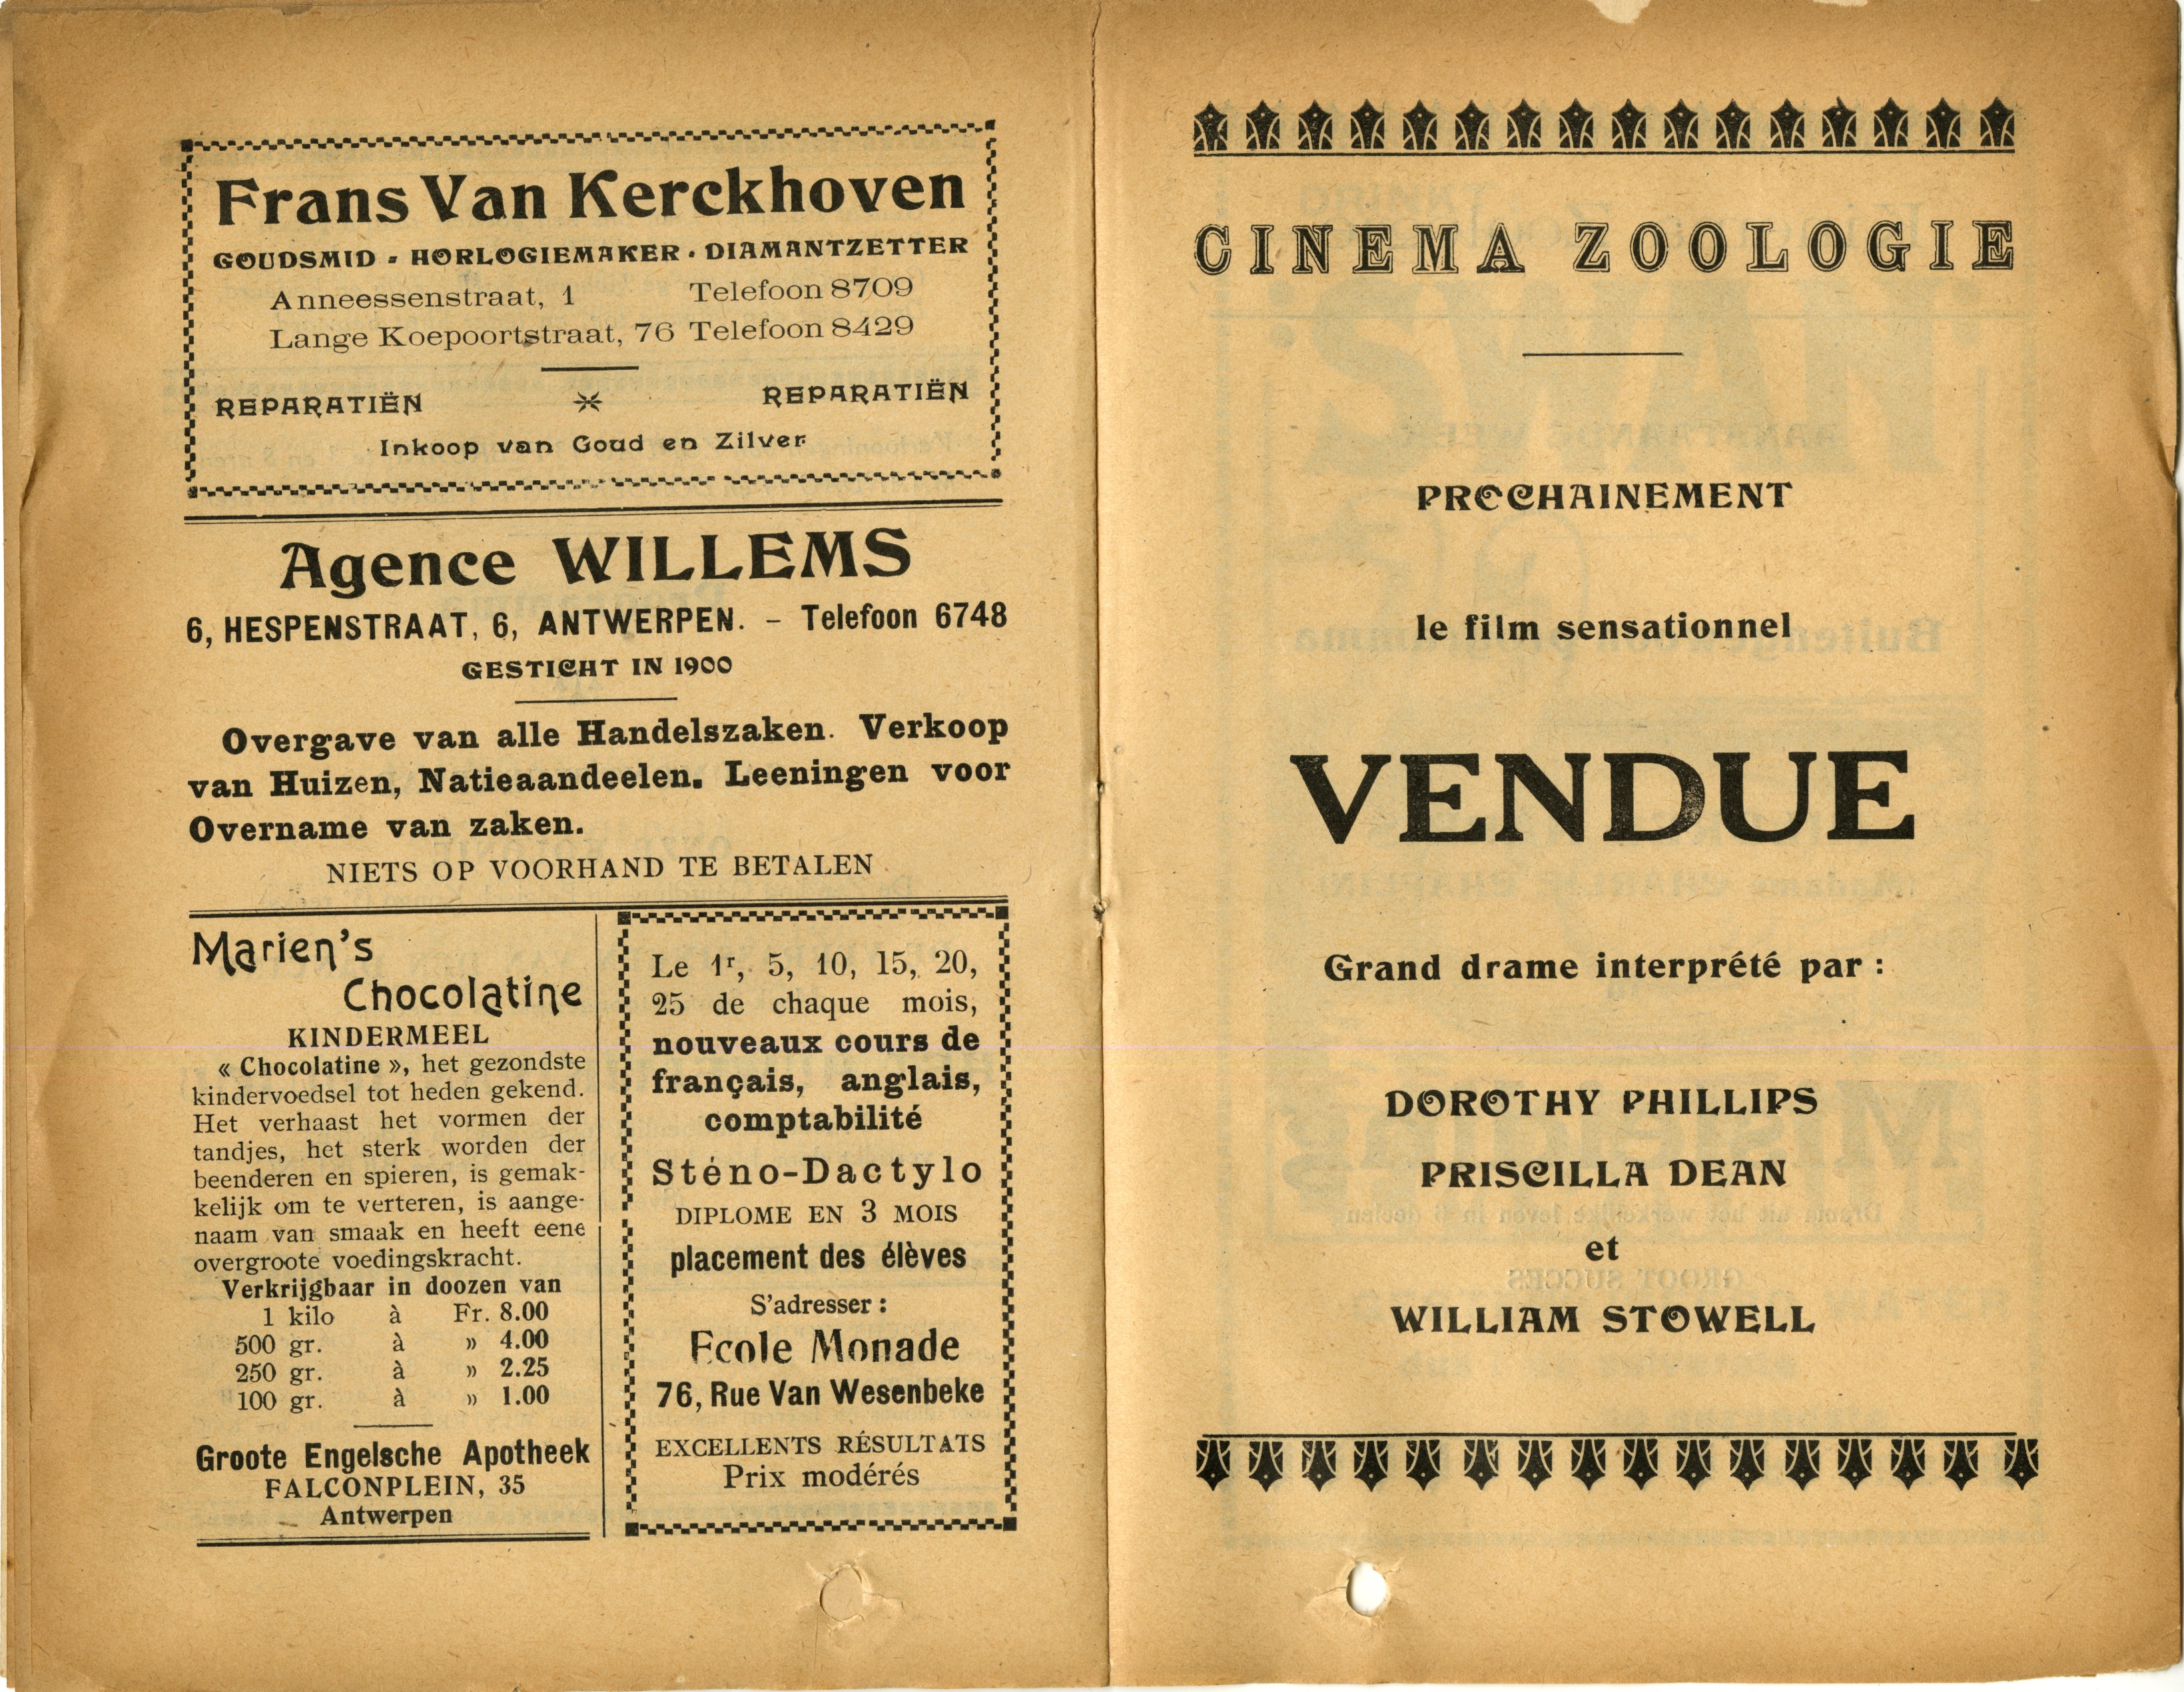 Frans Van Kerckhoven
GOUDSMID - HORLOGIEMAKER - DIAMANTZETTER
Anneessenstraat, 1 Telefoon 8709
Lange Koepoortstraat, 76 Telefoon 8429
REPARATIËN REPARATIËN
Inkoop van Goud en Zilver
Agence WILLEMS
6, HESPENSTRAAT, 6, ANTWERPEN. - Telefoon 6748
GESTICHT IN 1900
Overgave van alle Handelszaken. Verkoop
van Huizen, Natieaandeelen. Leeningen voor
Overname van zaken.
NIETS OP VOORHAND TE BETALEN
Marien's
Chocolatine
KINDERMEEL
« Chocolatine », het gezondste
kindervoedsel tot heden gekend.
Het verhaast het vormen der
tandjes, het sterk worden der
beenderen en spieren, is gemak-
kelijk om te verteren, is aange-
naam van smaak en heeft eene
overgroote voedingskracht.
Verkrijgbaar in doozen van
1 kilo à Fr. 8.00
500 gr. à » 4.00
250 gr. à » 2.25
100 gr. à » 1.00
Groote Engelsche Apotheek
FALCONPLEIN, 35
Antwerpen
Le 1r, 5, 10, 15, 20,
25 de chaque mois,
nouveaux cours de
français, anglais,
comptabilité
Sténo-Dactylo
DIPLOME EN 3 MOIS
placement des élèves
S'adresser :
Ecole Monade
76, Rue Van Wesenbeke
EXCELLENTS RÉSULTATS
Prix modérés
CINEMA ZOOLOGIE
PROCHAINEMENT
le film sensationnel
VENDUE
Grand drame interprété par :
DOROTHY PHILLIPS
PRISCILLA DEAN
et
WILLIAM STOWELL